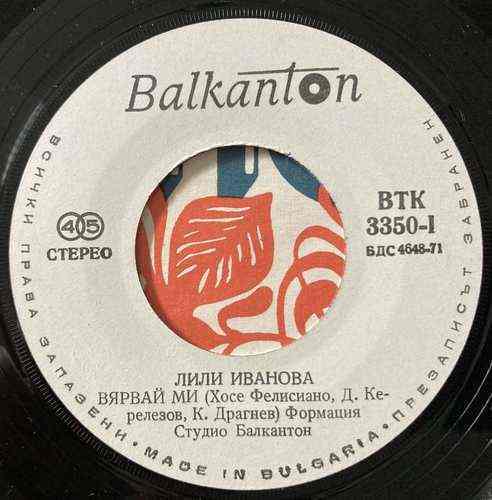 Balkanton
45
СТЕРЕО
ВТК
3350-I
БДС 4648-71
ЛИЛИ ИВАНОВА
ВЯРВАЙ МИ (Хосе Фелисиано, Д. Ке-
релезов, К. Драгнев) Формация
Студио Балкантон
ВСИЧКИ ПРАВА ЗАПАЗЕНИ • MADE IN BULGARIA • ПРЕЗАПИСЪТ ЗАБРАНЕН